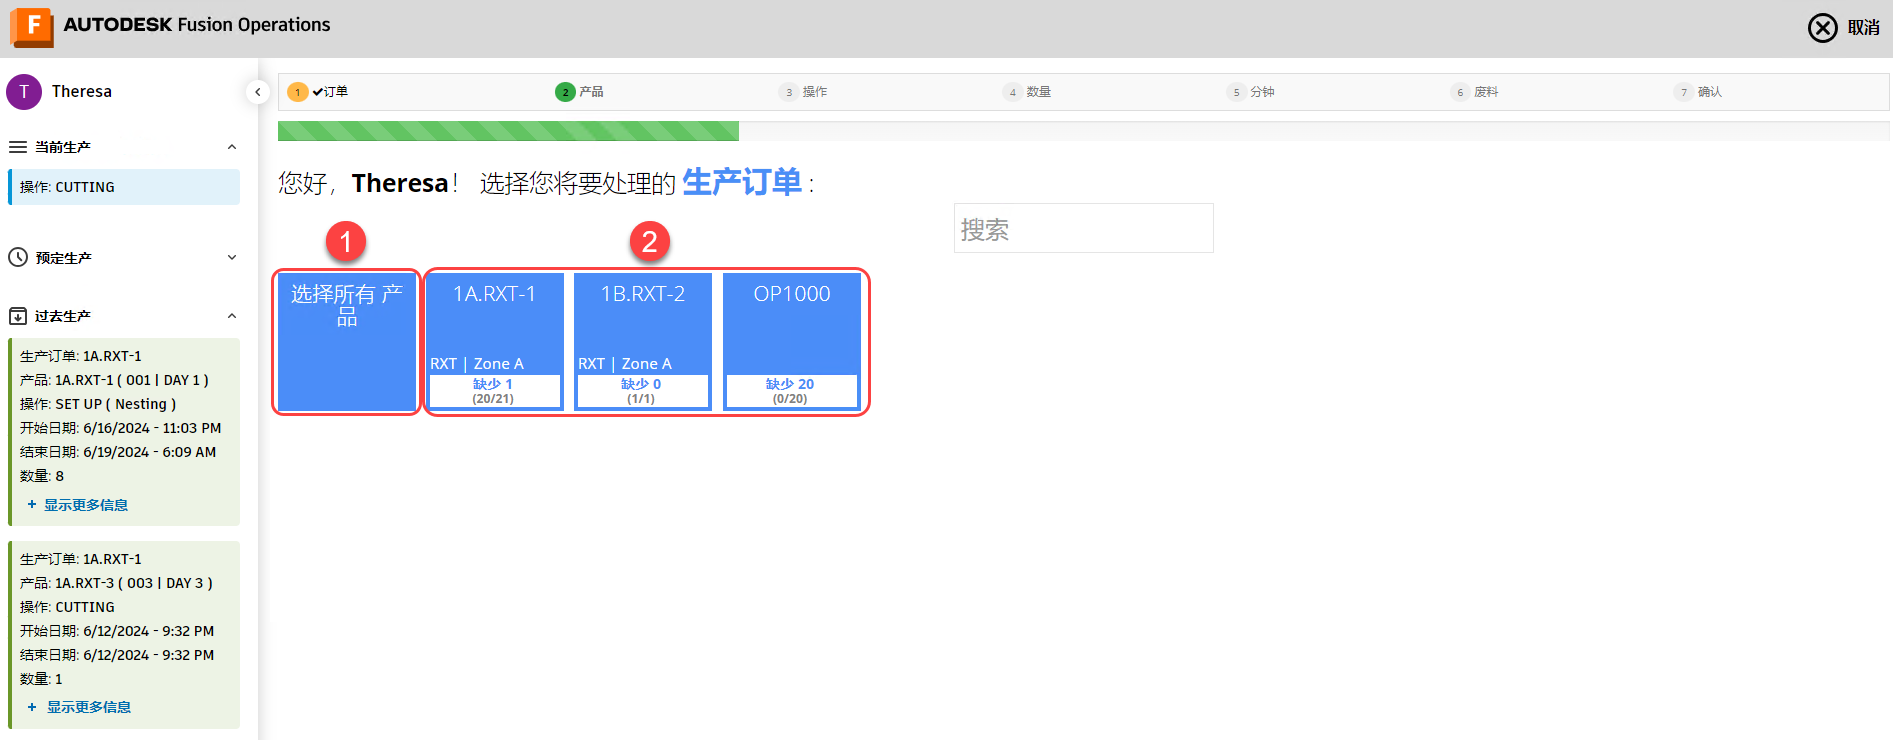 AUTODESK Fusion Operations
取消
T Theresa
1 订单
2 产品
3 操作
4 数量
5 分钟
6 废料
7 确认
当前生产
操作: CUTTING
预定生产
过去生产
生产订单: 1A.RXT-1
产品: 1A.RXT-1 ( 001 | DAY 1 )
操作: SET UP ( Nesting )
开始日期: 6/16/2024 - 11:03 PM
结束日期: 6/19/2024 - 6:09 AM
数量: 8
+ 显示更多信息
生产订单: 1A.RXT-1
产品: 1A.RXT-3 ( 003 | DAY 3 )
操作: CUTTING
开始日期: 6/12/2024 - 9:32 PM
结束日期: 6/12/2024 - 9:32 PM
数量: 1
+ 显示更多信息
您好，Theresa！ 选择您将要处理的 生产订单 :
搜索
1
2
选择所有 产
品
1A.RXT-1
RXT | Zone A
缺少 1
(20/21)
1B.RXT-2
RXT | Zone A
缺少 0
(1/1)
OP1000
缺少 20
(0/20)